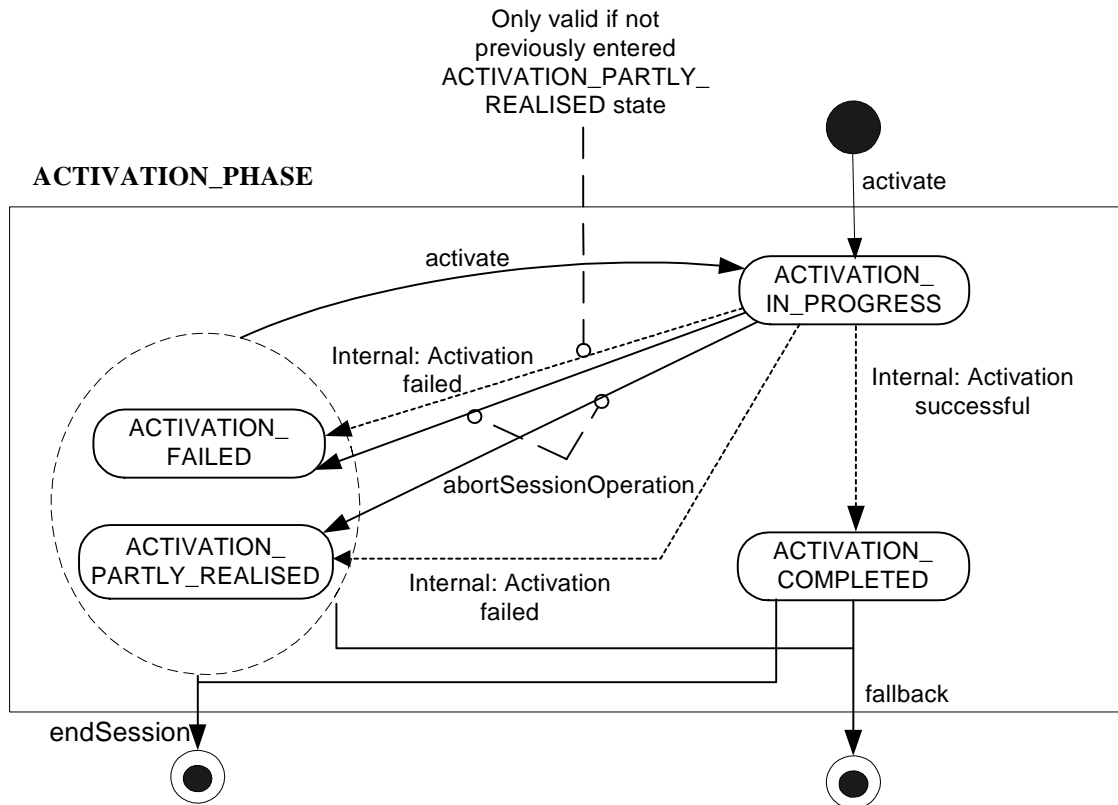 Only valid if not
previously entered
ACTIVATION_PARTLY_
REALISED state
ACTIVATION_PHASE
activate
activate
ACTIVATION_
IN_PROGRESS
Internal: Activation
failed
Internal: Activation
successful
ACTIVATION_
FAILED
abortSessionOperation
ACTIVATION_
PARTLY_REALISED
ACTIVATION_
COMPLETED
Internal: Activation
failed
fallback
endSession